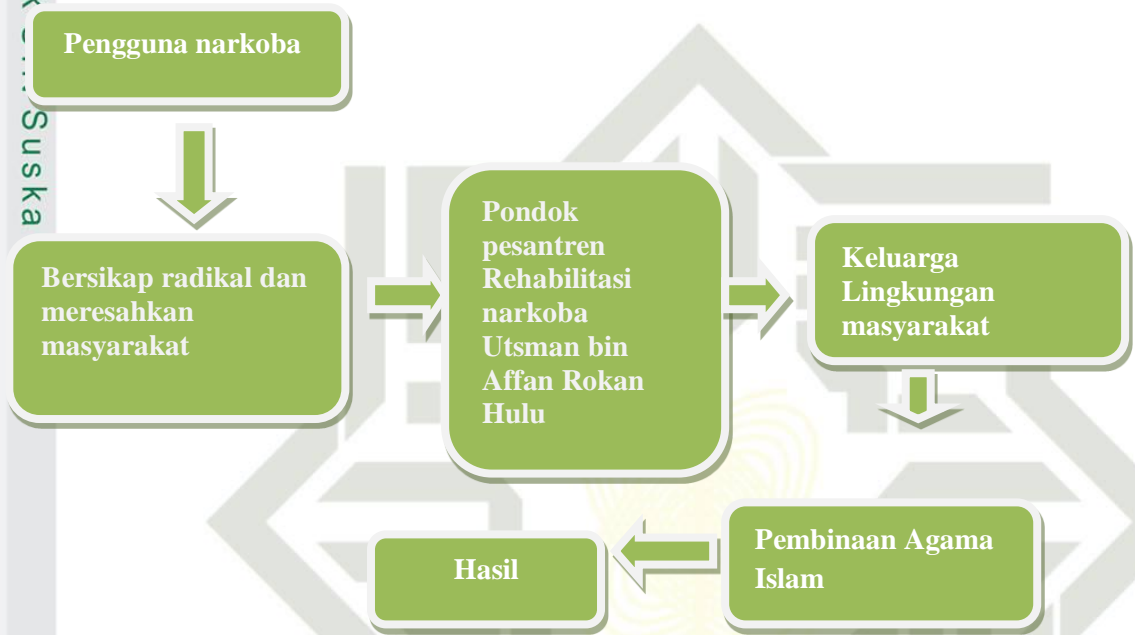 Pengguna narkoba
Suska
Bersikap radikal dan
meresahkan
masyarakat
Pondok
pesantren
Rehabilitasi
narkoba
Utsman bin
Affan Rokan
Hulu
Keluarga
Lingkungan
masyarakat
Pembinaan Agama
Islam
Hasil